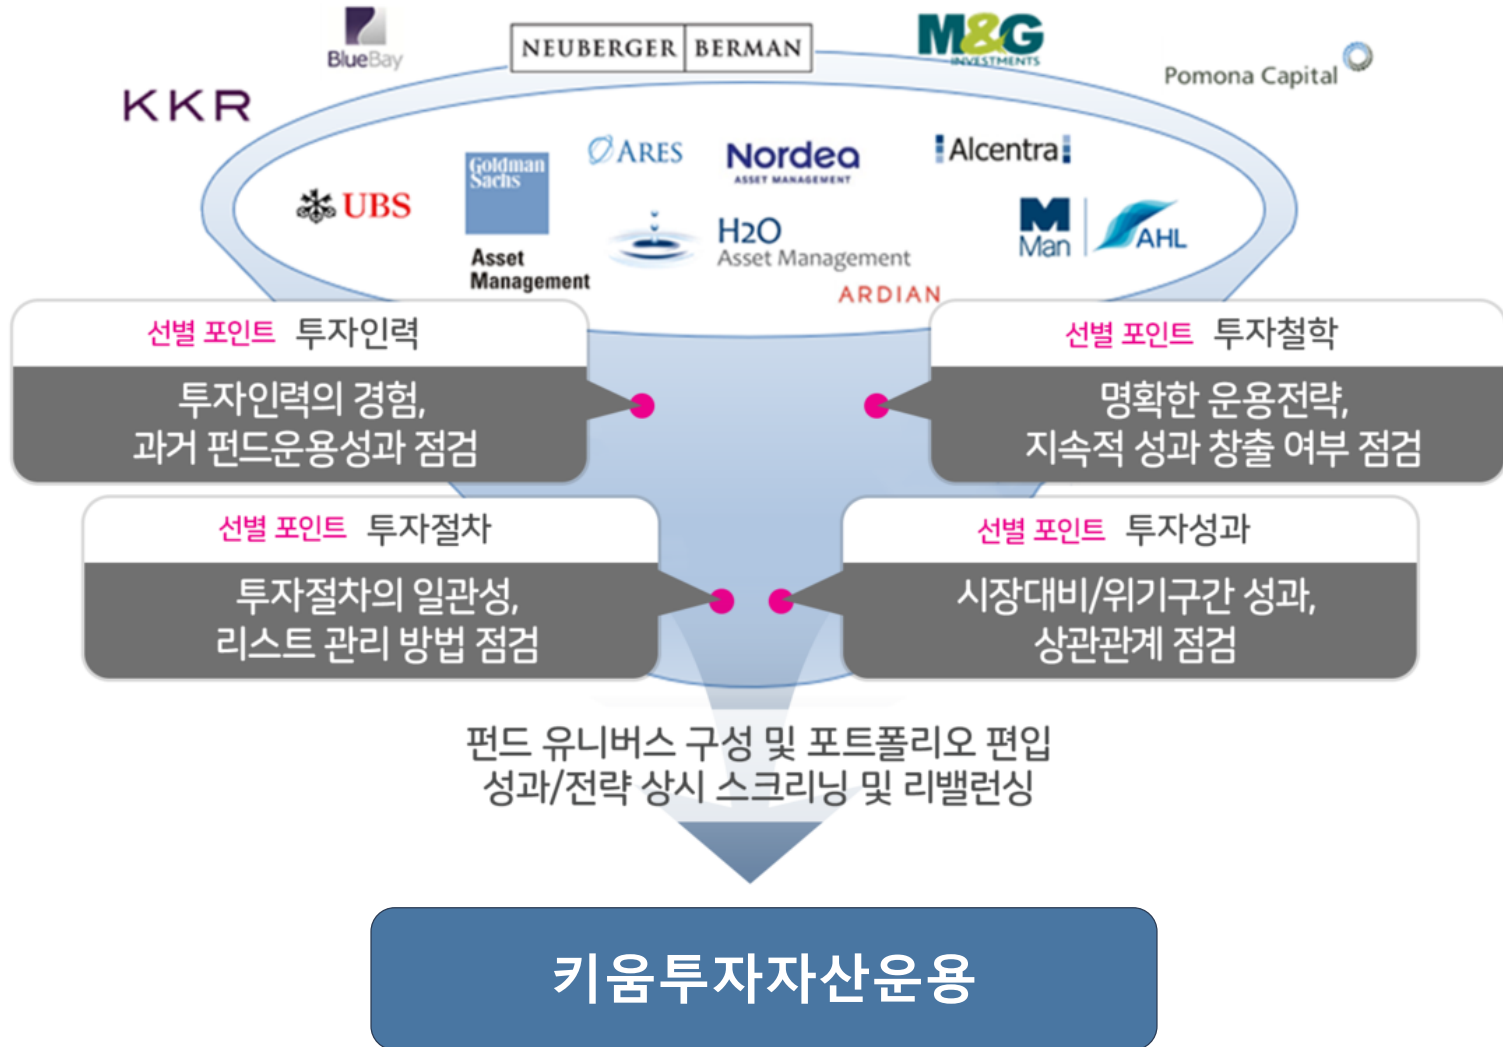 BlueBay
NEUBERGER BERMAN
M&G
INVESTMENTS
Pomona Capital
KKR
UBS
Goldman
Sachs
Asset
Management
ARES
Nordea
ASSET MANAGEMENT
Alcentra
H2O
Asset Management
Man
AHL
ARDIAN
선별 포인트 투자인력
투자인력의 경험,
과거 펀드운용성과 점검
선별 포인트 투자철학
명확한 운용전략,
지속적 성과 창출 여부 점검
선별 포인트 투자절차
투자절차의 일관성,
리스트 관리 방법 점검
선별 포인트 투자성과
시장대비/위기구간 성과,
상관관계 점검
펀드 유니버스 구성 및 포트폴리오 편입
성과/전략 상시 스크리닝 및 리밸런싱
키움투자자산운용